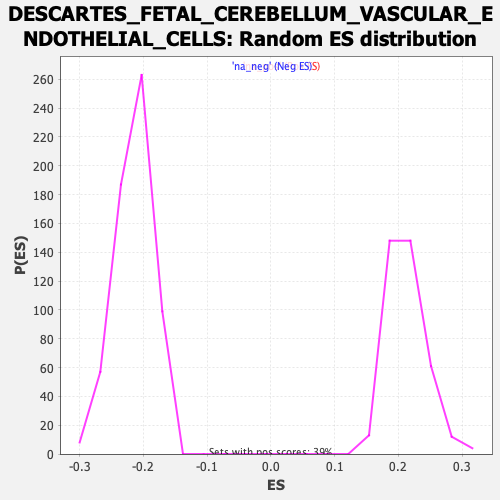 DESCARTES_FETAL_CEREBELLUM_VASCULAR_E
NDOTHELIAL_CELLS: Random ES distribution
'na_neg' (Neg ES)S)
260
240
220
200
180
160
140
120
100
80
60
40
20
0
P(ES)
Sets with pos scores: 39%
-0.3 -0.2 -0.1 0.0 0.1 0.2 0.3
ES